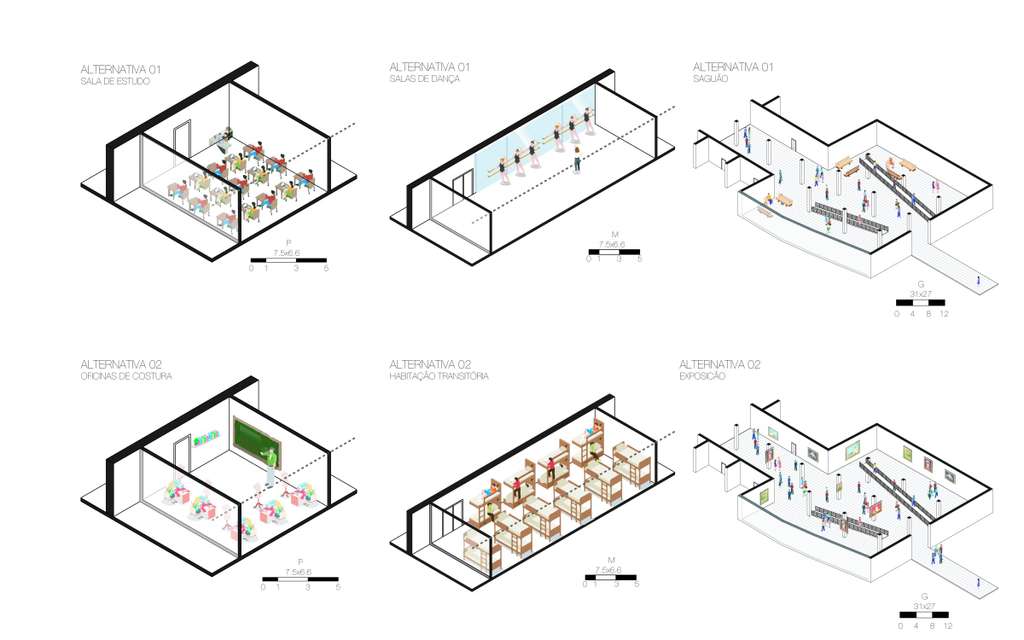 ALTERNATIVA 01
SALA DE ESTUDO
P
7.5x6.6
0 1 3 5
ALTERNATIVA 01
SALAS DE DANÇA
M
7.5x6.6
0 1 3 5
ALTERNATIVA 01
SAGUÃO
G
31x27
0 4 8 12
ALTERNATIVA 02
OFICINAS DE COSTURA
P
7.5x6.6
0 1 3 5
ALTERNATIVA 02
HABITAÇÃO TRANSITÓRIA
M
7.5x6.6
0 1 3 5
ALTERNATIVA 02
EXPOSICÃO
G
31x27
0 4 8 12